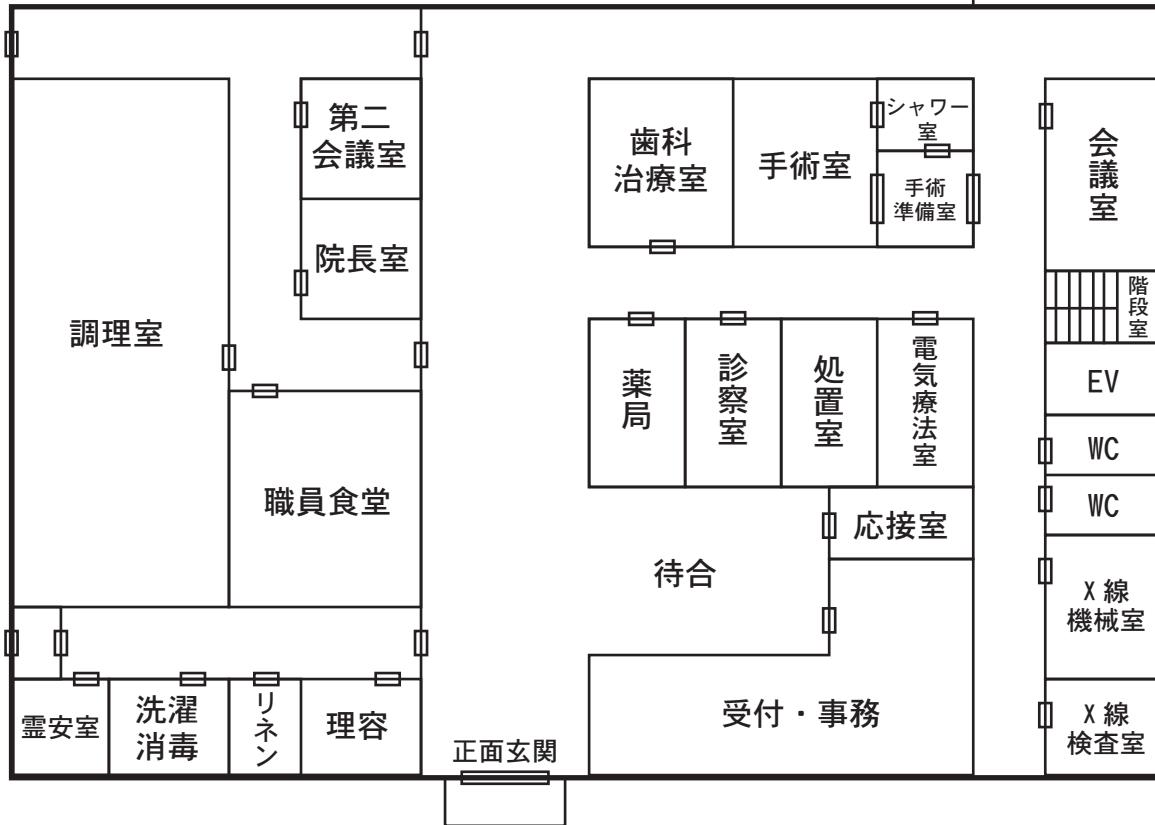 第二
会議室
院長室
調理室
職員食堂
霊安室
洗濯
消毒
リネン
理容
正面玄関
歯科
治療室
手術室
シャワー
室
手術
準備室
薬局
診察室
処置室
電気療法室
応接室
待合
受付・事務
会議室
階段室
EV
WC
WC
X線
機械室
X線
検査室